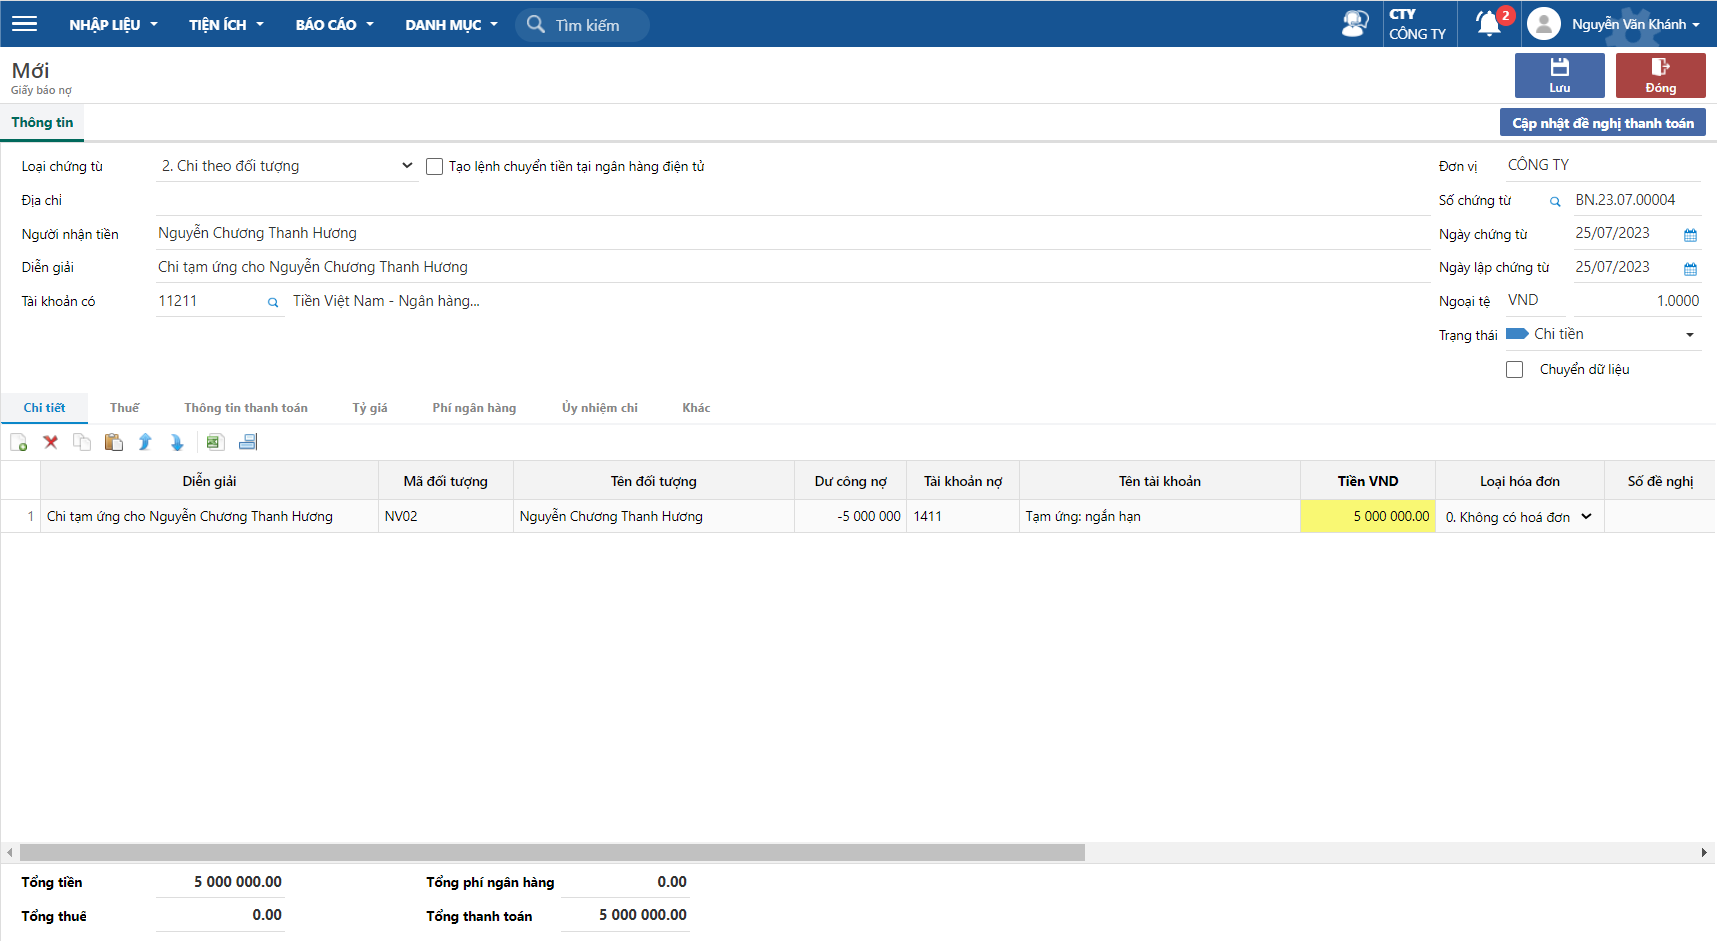 NHẬP LIỆU TIỆN ÍCH BÁO CÁO DANH MỤC Tìm kiếm CTY CÔNG TY 2 Nguyễn Văn Khánh
Mới
Giấy báo nợ
Lưu Đóng
Thông tin Cập nhật đề nghị thanh toán
Loại chứng từ 2. Chi theo đối tượng Tạo lệnh chuyển tiền tại ngân hàng điện tử Đơn vị CÔNG TY
Địa chỉ Số chứng từ BN.23.07.00004
Người nhận tiền Nguyễn Chương Thanh Hương Ngày chứng từ 25/07/2023
Diễn giải Chi tạm ứng cho Nguyễn Chương Thanh Hương Ngày lập chứng từ 25/07/2023
Tài khoản có 11211 Tiền Việt Nam - Ngân hàng... Ngoại tệ VND 1.0000
Trạng thái Chi tiền
Chuyển dữ liệu
Chi tiết Thuế Thông tin thanh toán Tỷ giá Phí ngân hàng Ủy nhiệm chi Khác
Diễn giải Mã đối tượng Tên đối tượng Dư công nợ Tài khoản nợ Tên tài khoản Tiền VND Loại hóa đơn Số đề nghị
1 Chi tạm ứng cho Nguyễn Chương Thanh Hương NV02 Nguyễn Chương Thanh Hương -5 000 000 1411 Tạm ứng: ngắn hạn 5 000 000.00 0. Không có hoá đơn
Tổng tiền 5 000 000.00 Tổng phí ngân hàng 0.00
Tổng thuế 0.00 Tổng thanh toán 5 000 000.00